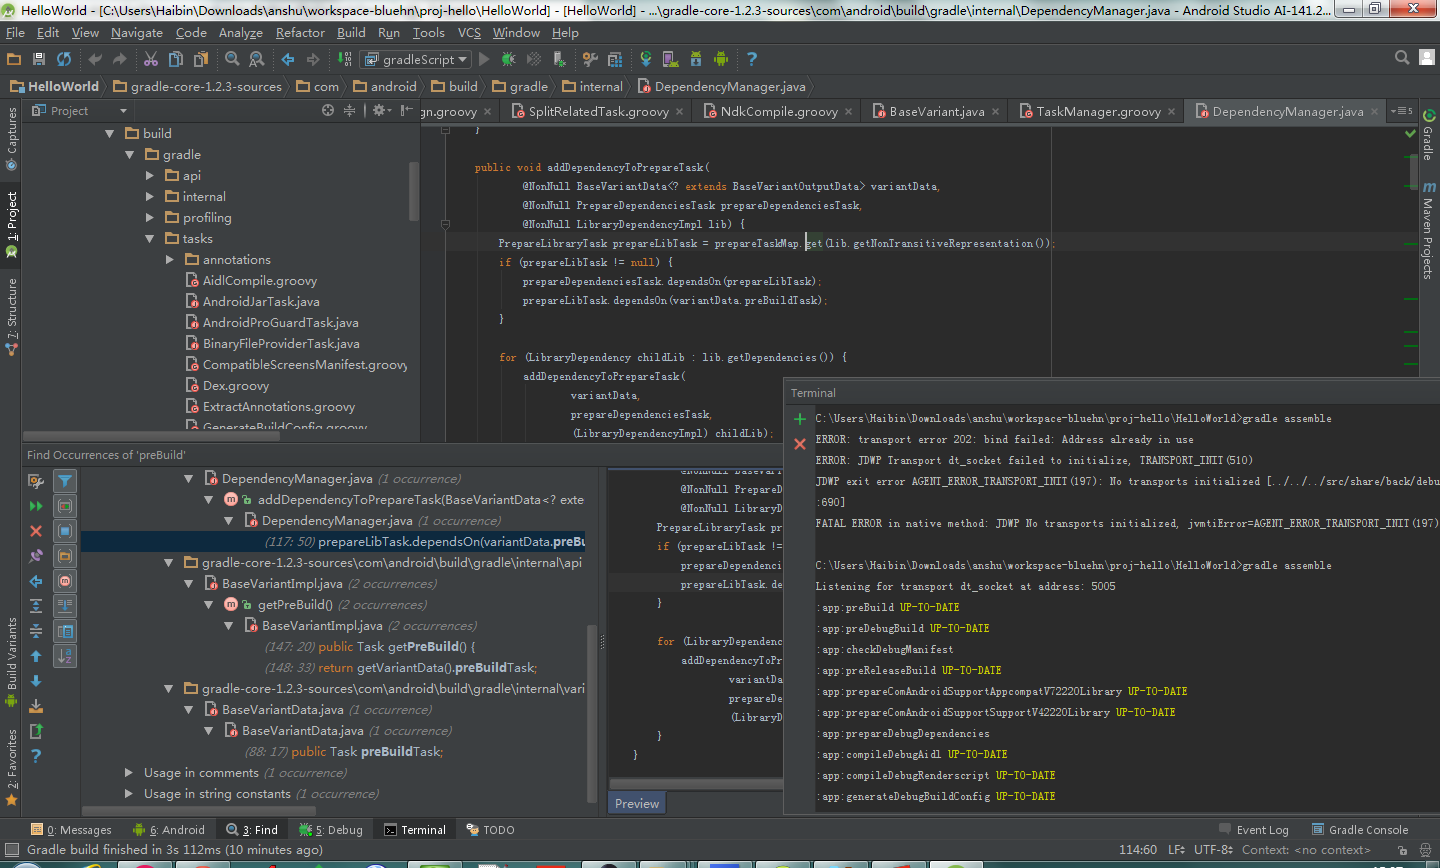 HelloWorld - [C:\Users\Haibin\Downloads\anshu\workspace-bluehn\proj-hello\HelloWorld] - [HelloWorld] - ...\gradle-core-1.2.3-sources\com\android\build\gradle\internal\DependencyManager.java - Android Studio AI-141.2...
File Edit View Navigate Code Analyze Refactor Build Run Tools VCS Window Help
gradleScript
HelloWorld gradle-core-1.2.3-sources com android build gradle internal DependencyManager.java
Captures
1: Project
7: Structure
Build Variants
2: Favorites
Project
build
gradle
api
internal
profiling
tasks
annotations
AidlCompile.groovy
AndroidJarTask.java
AndroidProGuardTask.java
BinaryFileProviderTask.java
CompatibleScreensManifest.groovy
Dex.groovy
ExtractAnnotations.groovy
GenerateBuildConfig.groovy
gn.groovy SplitRelatedTask.groovy NdkCompile.groovy BaseVariant.java TaskManager.groovy DependencyManager.java 5
}
public void addDependencyToPrepareTask(
@NonNull BaseVariantData<? extends BaseVariantOutputData> variantData,
@NonNull PrepareDependenciesTask prepareDependenciesTask,
@NonNull LibraryDependencyImpl lib) {
PrepareLibraryTask prepareLibTask = prepareTaskMap.get(lib.getNonTransitiveRepresentation());
if (prepareLibTask != null) {
prepareDependenciesTask.dependsOn(prepareLibTask);
prepareLibTask.dependsOn(variantData.preBuildTask);
}
for (LibraryDependency childLib : lib.getDependencies()) {
addDependencyToPrepareTask(
variantData,
prepareDependenciesTask,
(LibraryDependencyImpl) childLib);
Gradle
Maven Projects
Find Occurrences of 'preBuild'
DependencyManager.java (1 occurrence)
addDependencyToPrepareTask(BaseVariantData<? exte
DependencyManager.java (1 occurrence)
(117: 50) prepareLibTask.dependsOn(variantData.preBu
gradle-core-1.2.3-sources\com\android\build\gradle\internal\api
BaseVariantImpl.java (2 occurrences)
getPreBuild() (2 occurrences)
BaseVariantImpl.java (2 occurrences)
(147: 20) public Task getPreBuild() {
(148: 33) return getVariantData().preBuildTask;
gradle-core-1.2.3-sources\com\android\build\gradle\internal\vari
BaseVariantData.java (1 occurrence)
BaseVariantData.java (1 occurrence)
(88: 17) public Task preBuildTask;
Usage in comments (1 occurrence)
Usage in string constants (1 occurrence)
@NonNull BaseVaria
@NonNull PrepareD
@NonNull LibraryD
PrepareLibraryTask pr
if (prepareLibTask !=
prepareDependenci
prepareLibTask.de
}
for (LibraryDependenc
addDependencyToPr
variantDa
prepareDe
(LibraryD
}
}
Preview
Terminal
C:\Users\Haibin\Downloads\anshu\workspace-bluehn\proj-hello\HelloWorld>gradle assemble
ERROR: transport error 202: bind failed: Address already in use
ERROR: JDWP Transport dt_socket failed to initialize, TRANSPORT_INIT(510)
JDWP exit error AGENT_ERROR_TRANSPORT_INIT(197): No transports initialized [../../../src/share/back/debu
:690]
FATAL ERROR in native method: JDWP No transports initialized, jvmtiError=AGENT_ERROR_TRANSPORT_INIT(197)
C:\Users\Haibin\Downloads\anshu\workspace-bluehn\proj-hello\HelloWorld>gradle assemble
Listening for transport dt_socket at address: 5005
:app:preBuild UP-TO-DATE
:app:preDebugBuild UP-TO-DATE
:app:checkDebugManifest
:app:preReleaseBuild UP-TO-DATE
:app:prepareComAndroidSupportAppcompatV72220Library UP-TO-DATE
:app:prepareComAndroidSupportSupportV42220Library UP-TO-DATE
:app:prepareDebugDependencies
:app:compileDebugAidl UP-TO-DATE
:app:compileDebugRenderscript UP-TO-DATE
:app:generateDebugBuildConfig UP-TO-DATE
0: Messages 6: Android 3: Find 5: Debug Terminal TODO Event Log Gradle Console
Gradle build finished in 3s 112ms (10 minutes ago) 114:60 LF÷ UTF-8÷ Context: <no context>